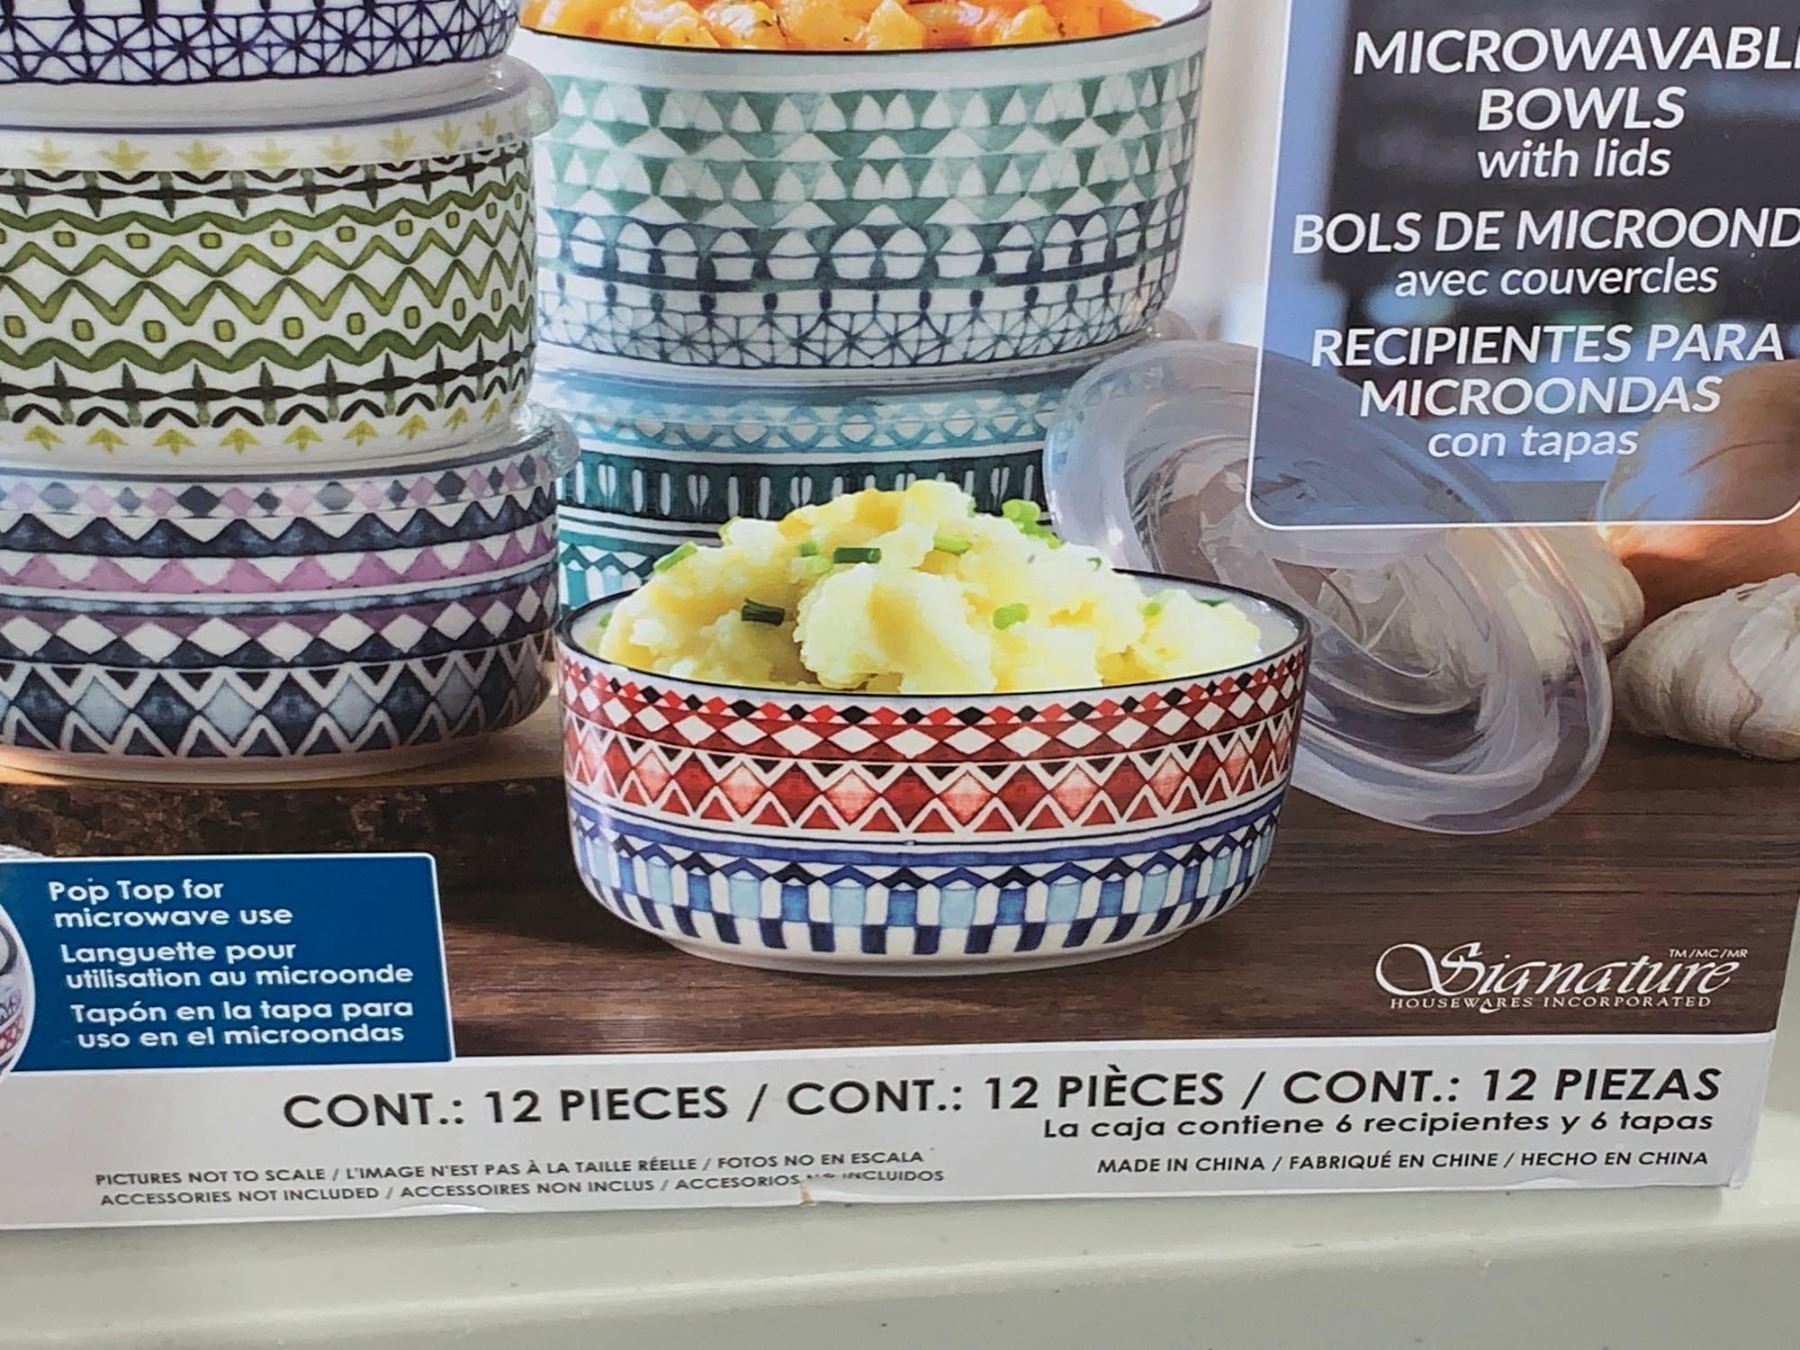 MICROWAVABL
BOWLS
with lids
BOLS DE MICROOND
avec couvercles
RECIPIENTES PARA
MICROONDAS
con tapas
Pop Top for
microwave use
Languette pour
utilisation au microonde
Tapón en la tapa para
uso en el microondas
Signature TM/MC/MR
HOUSEWARES INCORPORATED
CONT.: 12 PIECES / CONT.: 12 PIÈCES / CONT.: 12 PIEZAS
La caja contiene 6 recipientes y 6 tapas
PICTURES NOT TO SCALE / L'IMAGE N'EST PAS À LA TAILLE RÉELLE / FOTOS NO EN ESCALA
ACCESSORIES NOT INCLUDED / ACCESSOIRES NON INCLUS / ACCESORIOS INCLUIDOS
MADE IN CHINA / FABRIQUÉ EN CHINE / HECHO EN CHINA